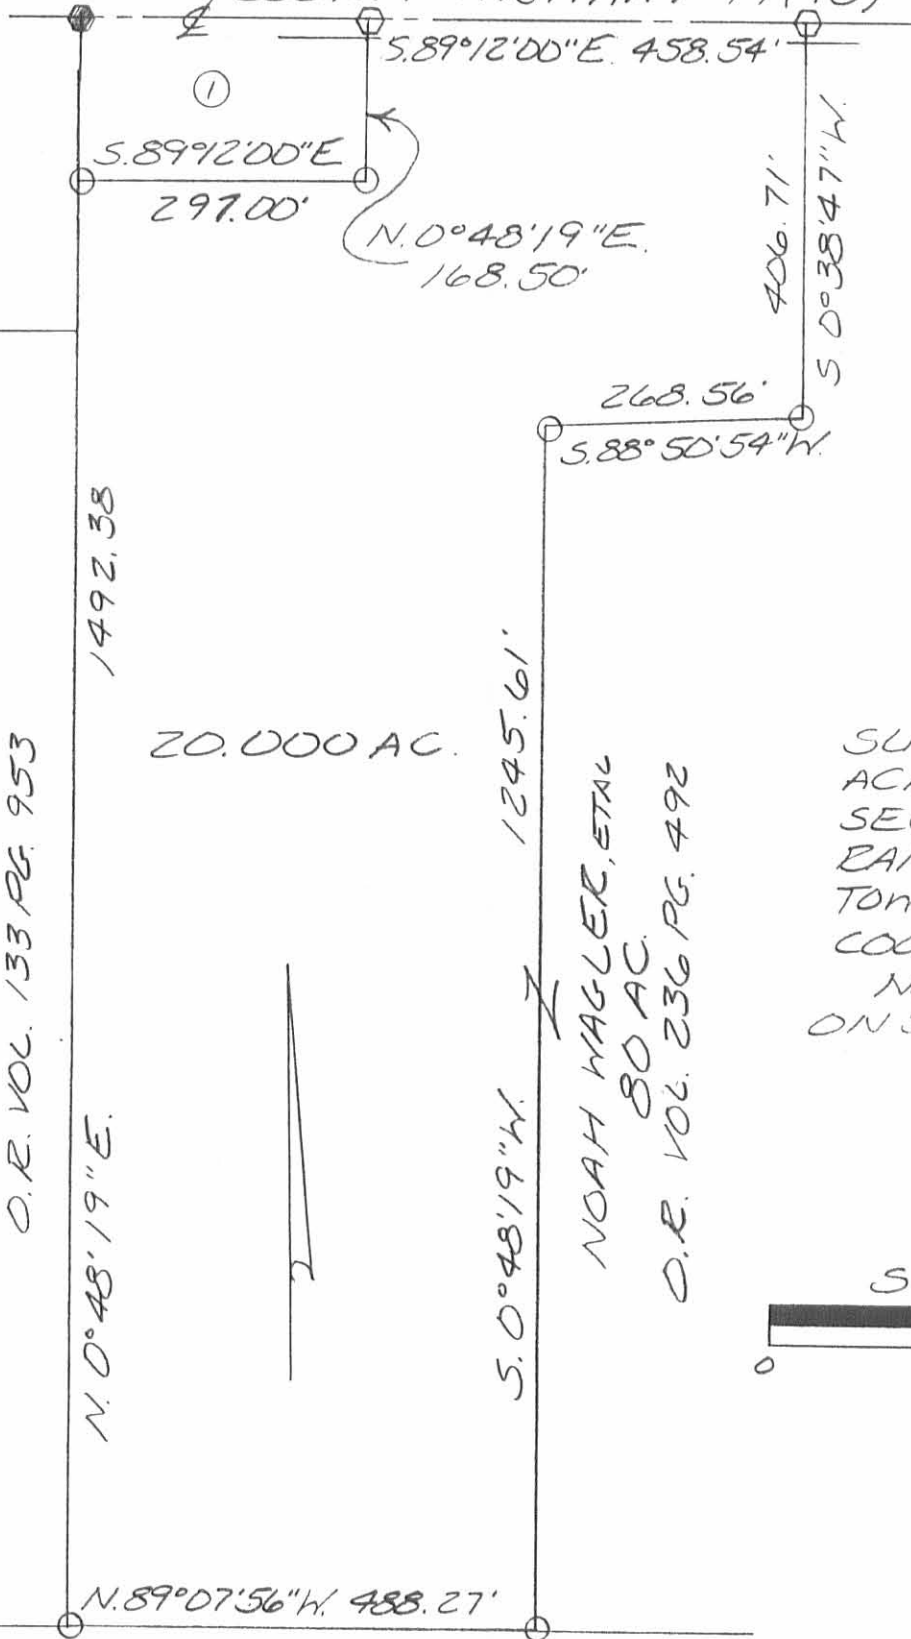 ℄
S.89°12'00"E. 458.54'
①
S.89°12'00"E
297.00'
N.0°48'19"E.
168.50'
406.71'
S 0°38'47"W.
268.56'
S.88°50'54"W.
1492.38
20.000 AC.
1245.61'
O.R. VOL. 133 PG. 953
NOAH WAGLER, ETAL
80 AC.
O.R. VOL. 236 PG. 492
N. 0°48'19"E.
S. 0°48'19"W.
0
N.89°07'56"W. 488.27'